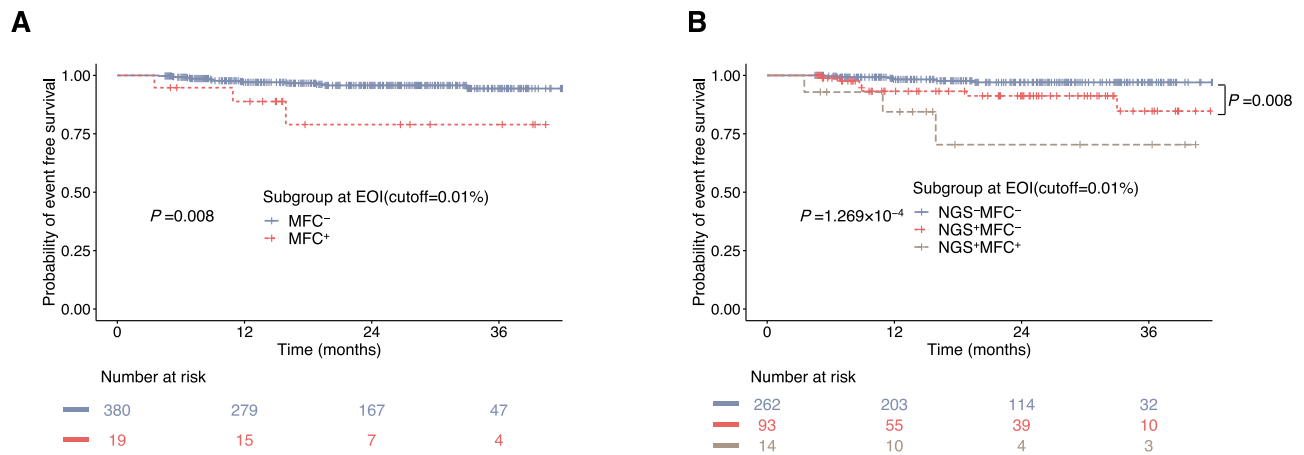 A
Probability of event free survival
1.00
0.75
0.50
0.25
0.00
P =0.008
Subgroup at EOI(cutoff=0.01%)
MFC⁻
MFC⁺
0 12 24 36
Time (months)
Number at risk
380 279 167 47
19 15 7 4
B
Probability of event free survival
1.00
0.75
0.50
0.25
0.00
P =0.008
P =1.269×10⁻⁴
Subgroup at EOI(cutoff=0.01%)
NGS⁻MFC⁻
NGS⁺MFC⁻
NGS⁺MFC⁺
0 12 24 36
Time (months)
Number at risk
262 203 114 32
93 55 39 10
14 10 4 3